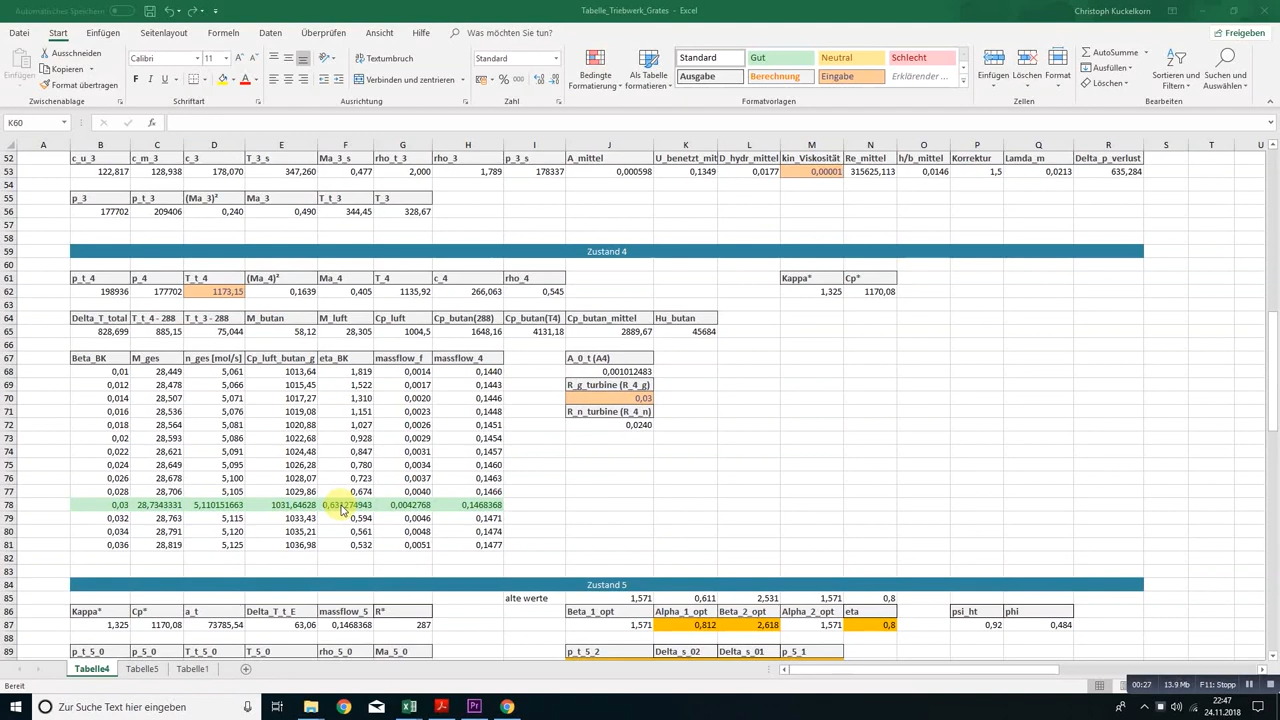 Automatisches Speichern
Tabelle_Triebwerk_Grates - Excel
Christoph Kuckelkorn
Datei Start Einfügen Seitenlayout Formeln Daten Überprüfen Ansicht Hilfe Was möchten Sie tun? Freigeben
Einfügen Ausschneiden Kopieren Format übertragen
Calibri 11
F K U
Textumbruch
Verbinden und zentrieren
Standard
Bedingte Formatierung
Als Tabelle formatieren
Standard Gut Neutral Schlecht
Ausgabe Berechnung Eingabe Erklärender...
Einfügen Löschen Format
AutoSumme
Ausfüllen
Löschen
Sortieren und Filtern
Suchen und Auswählen
Zwischenablage Schriftart Ausrichtung Zahl Formatvorlagen Zellen Bearbeiten
K60
A B C D E F G H I J K L M N O P Q R S T U
52 c_u_3 c_m_3 c_3 T_3_s Ma_3_s rho_t_3 rho_3 p_3_s A_mittel U_benetzt_mit D_hydr_mittel kin_Viskosität Re_mittel h/b_mittel Korrektur Lamda_m Delta_p_verlust
53 122,817 128,938 178,070 347,260 0,477 2,000 1,789 178337 0,000598 0,1349 0,0177 0,00001 315625,113 0,0146 1,5 0,0213 635,284
54
55 p_3 p_t_3 (Ma_3)² Ma_3 T_t_3 T_3
56 177702 209406 0,240 0,490 344,45 328,67
57
58
59 Zustand 4
60
61 p_t_4 p_4 T_t_4 (Ma_4)² Ma_4 T_4 c_4 rho_4 Kappa* Cp*
62 198936 177702 1173,15 0,1639 0,405 1135,92 266,063 0,545 1,325 1170,08
63
64 Delta_T_total T_t_4 - 288 T_t_3 - 288 M_butan M_luft Cp_luft Cp_butan(288) Cp_butan(T4) Cp_butan_mittel Hu_butan
65 828,699 885,15 75,044 58,12 28,305 1004,5 1648,16 4131,18 2889,67 45684
66
67 Beta_BK M_ges n_ges [mol/s] Cp_luft_butan_g eta_BK massflow_f massflow_4 A_0_t (A4)
68 0,01 28,449 5,061 1013,64 1,819 0,0014 0,1440 0,001012483
69 0,012 28,478 5,066 1015,45 1,522 0,0017 0,1443 R_g_turbine (R_4_g)
70 0,014 28,507 5,071 1017,27 1,310 0,0020 0,1446 0,03
71 0,016 28,536 5,076 1019,08 1,151 0,0023 0,1448 R_n_turbine (R_4_n)
72 0,018 28,564 5,081 1020,88 1,027 0,0026 0,1451 0,0240
73 0,02 28,593 5,086 1022,68 0,928 0,0029 0,1454
74 0,022 28,621 5,091 1024,48 0,847 0,0031 0,1457
75 0,024 28,649 5,095 1026,28 0,780 0,0034 0,1460
76 0,026 28,678 5,100 1028,07 0,723 0,0037 0,1463
77 0,028 28,706 5,105 1029,86 0,674 0,0040 0,1466
78 0,03 28,7343331 5,110151663 1031,64628 0,631274943 0,0042768 0,1468368
79 0,032 28,763 5,115 1033,43 0,594 0,0046 0,1471
80 0,034 28,791 5,120 1035,21 0,561 0,0048 0,1474
81 0,036 28,819 5,125 1036,98 0,532 0,0051 0,1477
82
83
84 Zustand 5
85 alte werte 1,571 0,611 2,531 1,571 0,8
86 Kappa* Cp* a_t Delta_T_t_E massflow_5 R* Beta_1_opt Alpha_1_opt Beta_2_opt Alpha_2_opt eta psi_ht phi
87 1,325 1170,08 73785,54 63,06 0,1468368 287 1,571 0,812 2,618 1,571 0,8 0,92 0,484
88
89 p_t_5_0 p_5_0 T_t_5_0 T_5_0 rho_5_0 Ma_5_0 p_t_5_2 Delta_s_02 Delta_s_01 p_5_1
Tabelle4 Tabelle5 Tabelle1
Bereit
00:27 13.9 Mb F11: Stopp
Zur Suche Text hier eingeben
22:47
24.11.2018